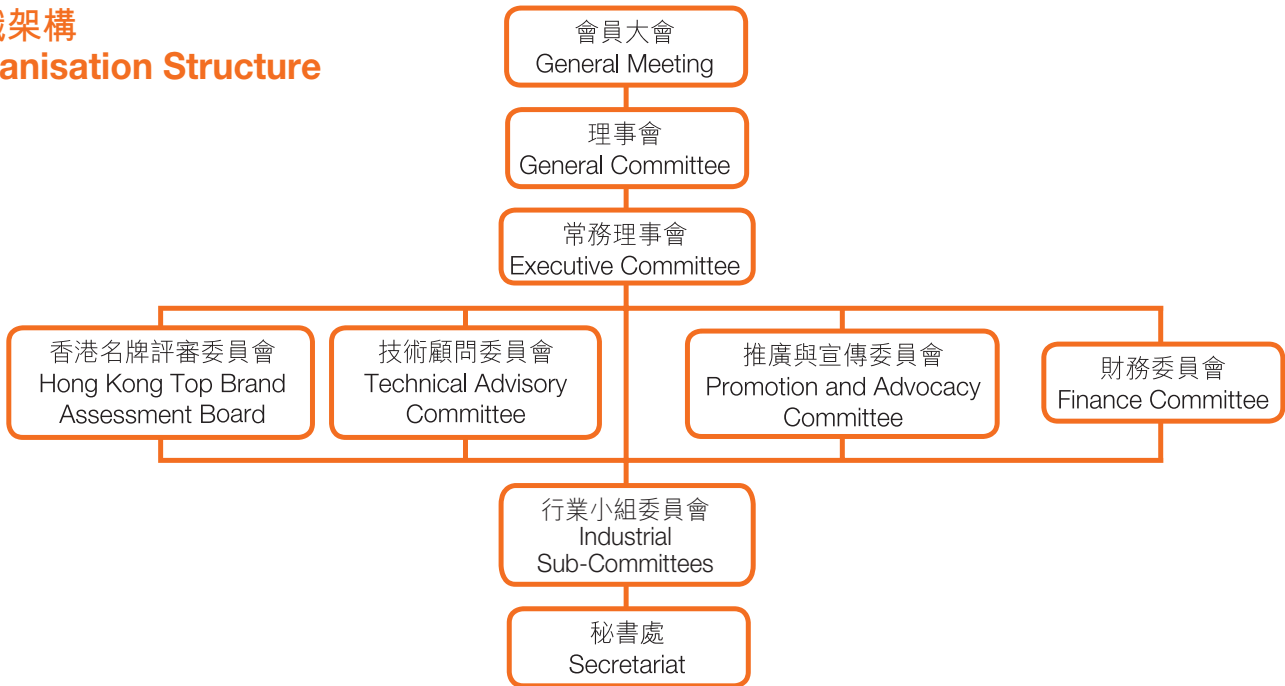 織架構
anisation Structure
會員大會
General Meeting
理事會
General Committee
常務理事會
Executive Committee
香港名牌評審委員會
Hong Kong Top Brand
Assessment Board
技術顧問委員會
Technical Advisory
Committee
推廣與宣傳委員會
Promotion and Advocacy
Committee
財務委員會
Finance Committee
行業小組委員會
Industrial
Sub-Committees
秘書處
Secretariat